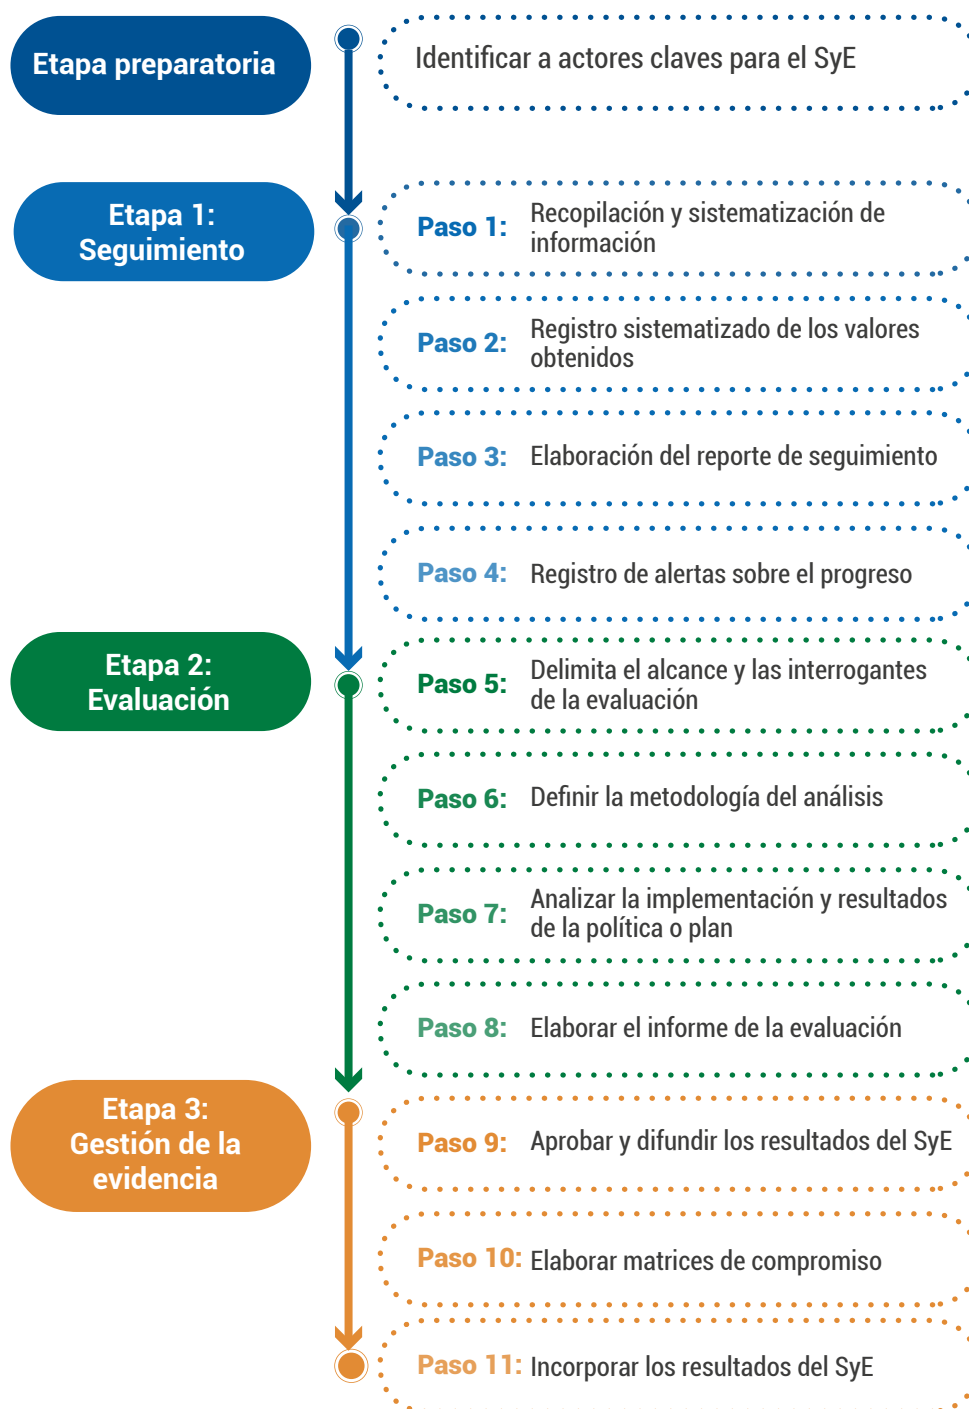 Etapa preparatoria
Identificar a actores claves para el SyE
Etapa 1:
Seguimiento
Paso 1:
Recopilación y sistematización de
información
Paso 2:
Registro sistematizado de los valores
obtenidos
Paso 3:
Elaboración del reporte de seguimiento
Paso 4:
Registro de alertas sobre el progreso
Etapa 2:
Evaluación
Paso 5:
Delimita el alcance y las interrogantes
de la evaluación
Paso 6:
Definir la metodología del análisis
Paso 7:
Analizar la implementación y resultados
de la política o plan
Paso 8:
Elaborar el informe de la evaluación
Etapa 3:
Gestión de la
evidencia
Paso 9:
Aprobar y difundir los resultados del SyE
Paso 10:
Elaborar matrices de compromiso
Paso 11:
Incorporar los resultados del SyE